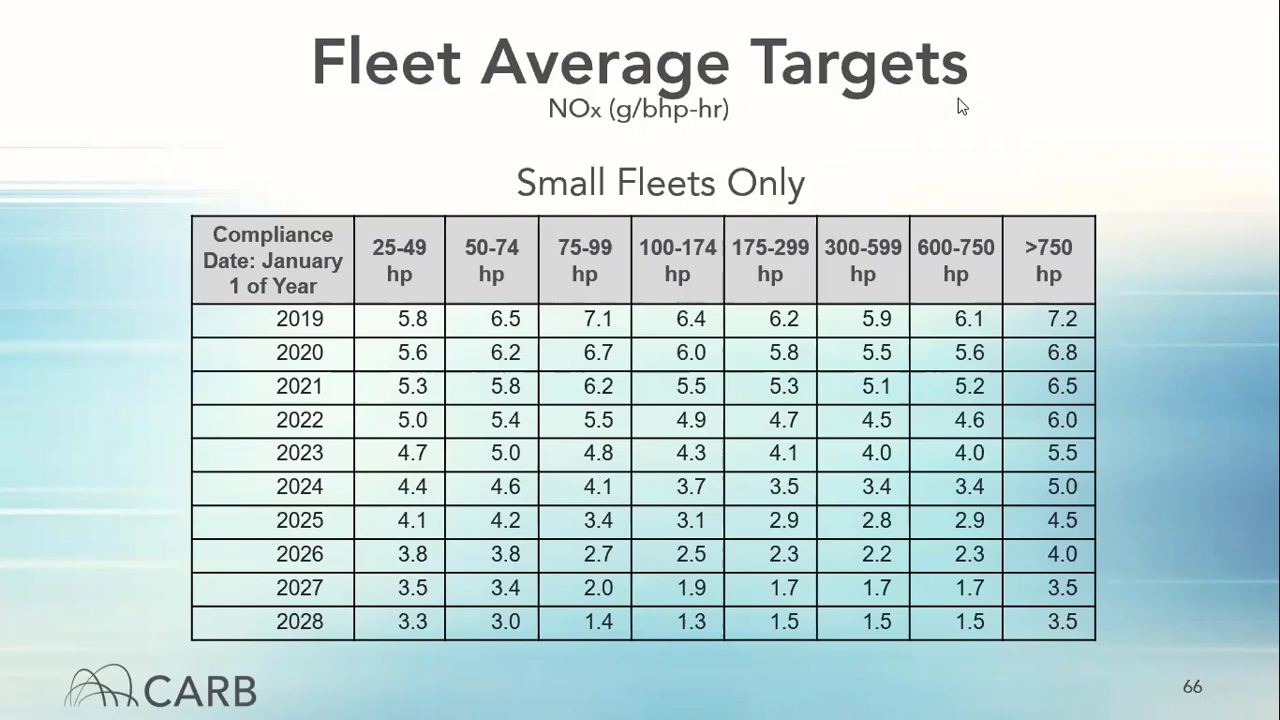 Fleet Average Targets
NOx (g/bhp-hr)
Small Fleets Only
Compliance Date: January 1 of Year 25-49 hp 50-74 hp 75-99 hp 100-174 hp 175-299 hp 300-599 hp 600-750 hp >750 hp
2019 5.8 6.5 7.1 6.4 6.2 5.9 6.1 7.2
2020 5.6 6.2 6.7 6.0 5.8 5.5 5.6 6.8
2021 5.3 5.8 6.2 5.5 5.3 5.1 5.2 6.5
2022 5.0 5.4 5.5 4.9 4.7 4.5 4.6 6.0
2023 4.7 5.0 4.8 4.3 4.1 4.0 4.0 5.5
2024 4.4 4.6 4.1 3.7 3.5 3.4 3.4 5.0
2025 4.1 4.2 3.4 3.1 2.9 2.8 2.9 4.5
2026 3.8 3.8 2.7 2.5 2.3 2.2 2.3 4.0
2027 3.5 3.4 2.0 1.9 1.7 1.7 1.7 3.5
2028 3.3 3.0 1.4 1.3 1.5 1.5 1.5 3.5
CARB
66